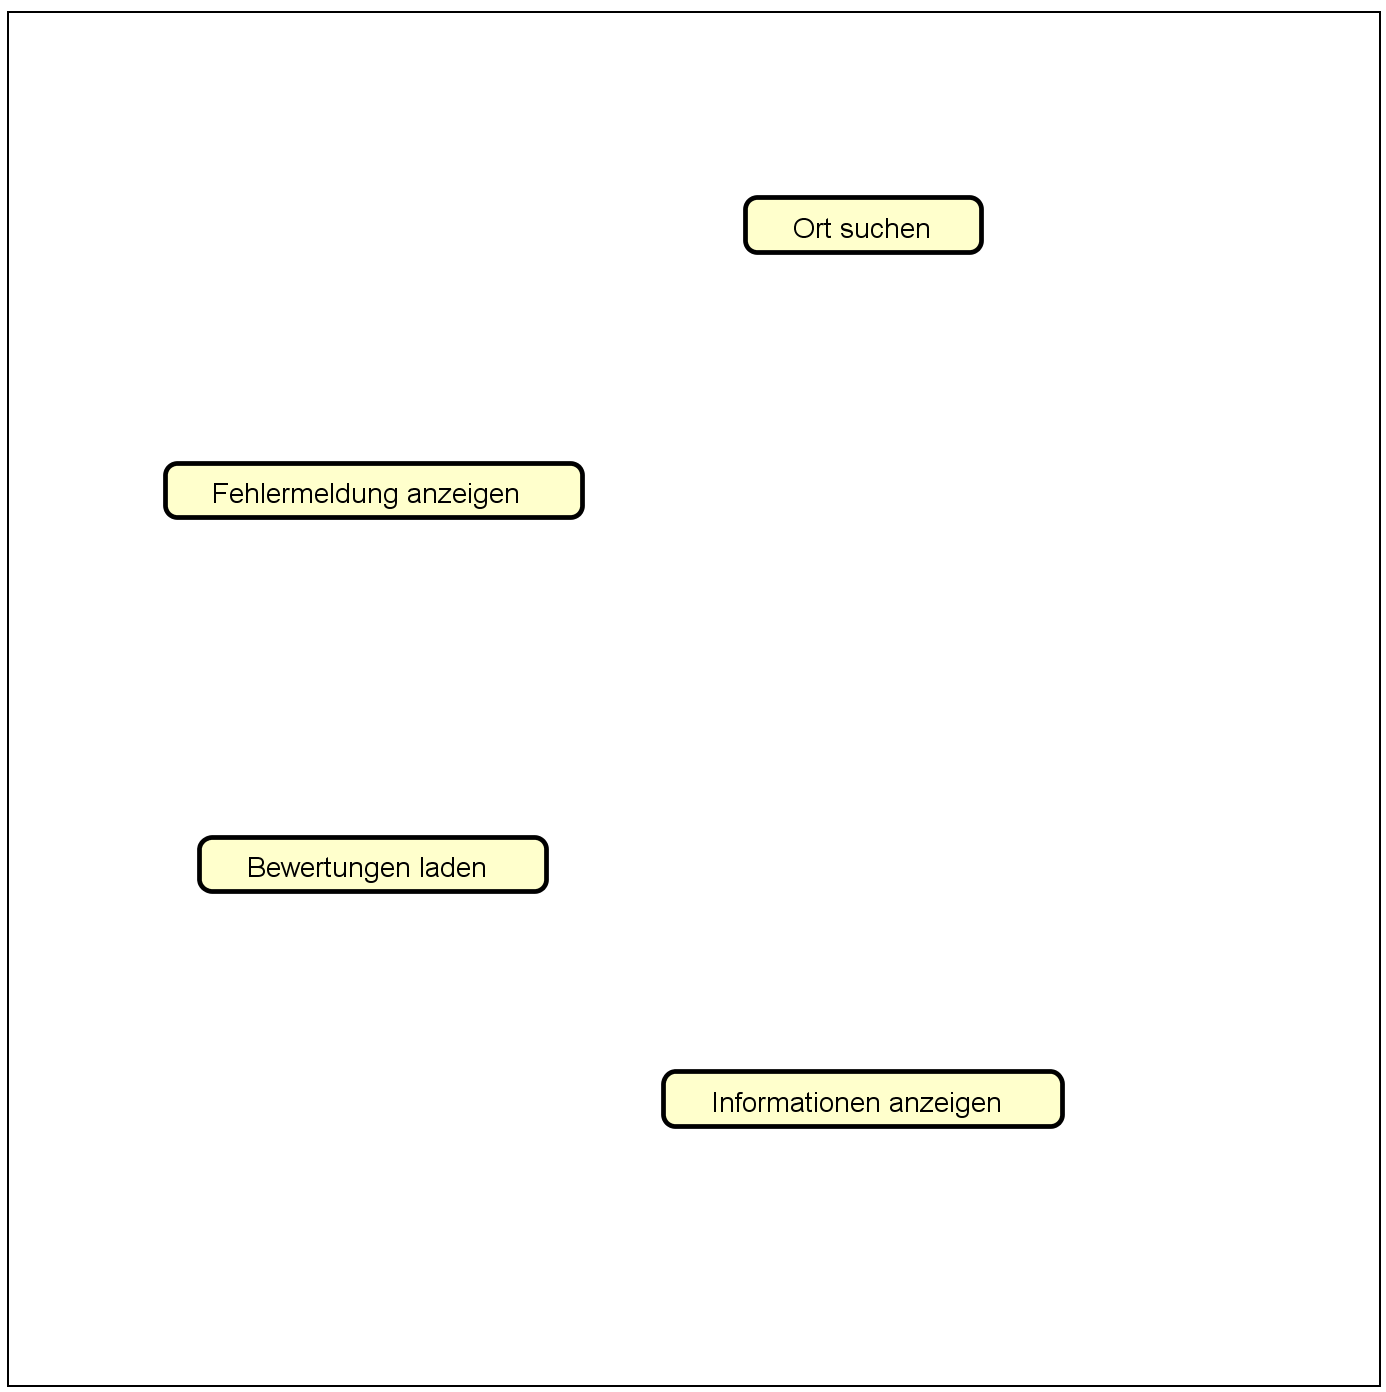 Ort suchen
Fehlermeldung anzeigen
Bewertungen laden
Informationen anzeigen